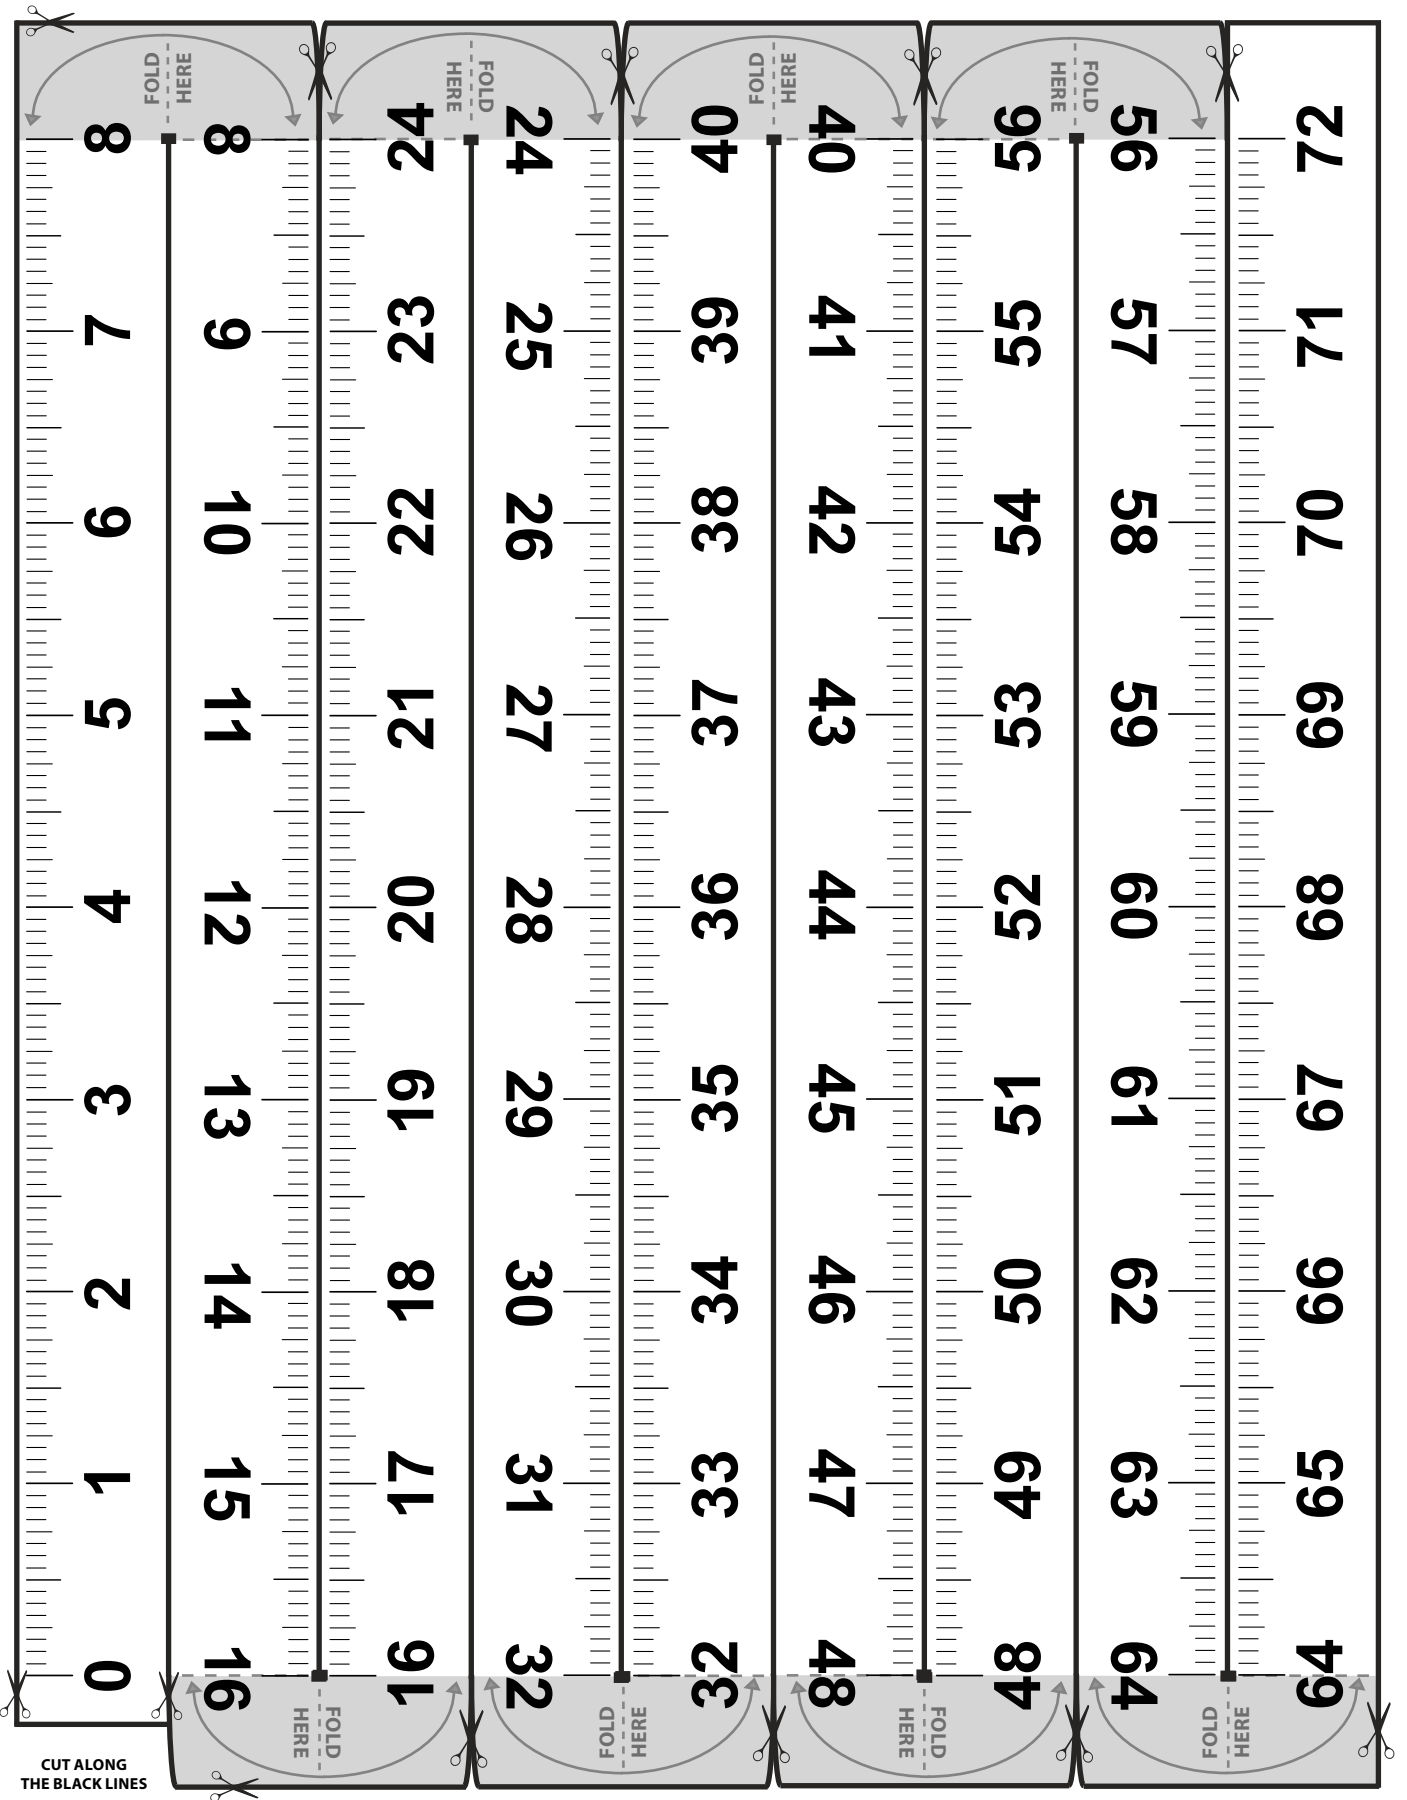 FOLD
HERE
FOLD
HERE
FOLD
HERE
FOLD
HERE
8 8 24 24 40 40 56 56 72
7 9 23 25 39 41 55 57 71
6 10 22 26 38 42 54 58 70
5 11 21 27 37 43 53 59 69
4 12 20 28 36 44 52 60 68
3 13 19 29 35 45 51 61 67
2 14 18 30 34 46 50 62 66
1 15 17 31 33 47 49 63 65
0 16 16 32 32 48 48 64 64
FOLD
HERE
FOLD
HERE
FOLD
HERE
FOLD
HERE
CUT ALONG
THE BLACK LINES